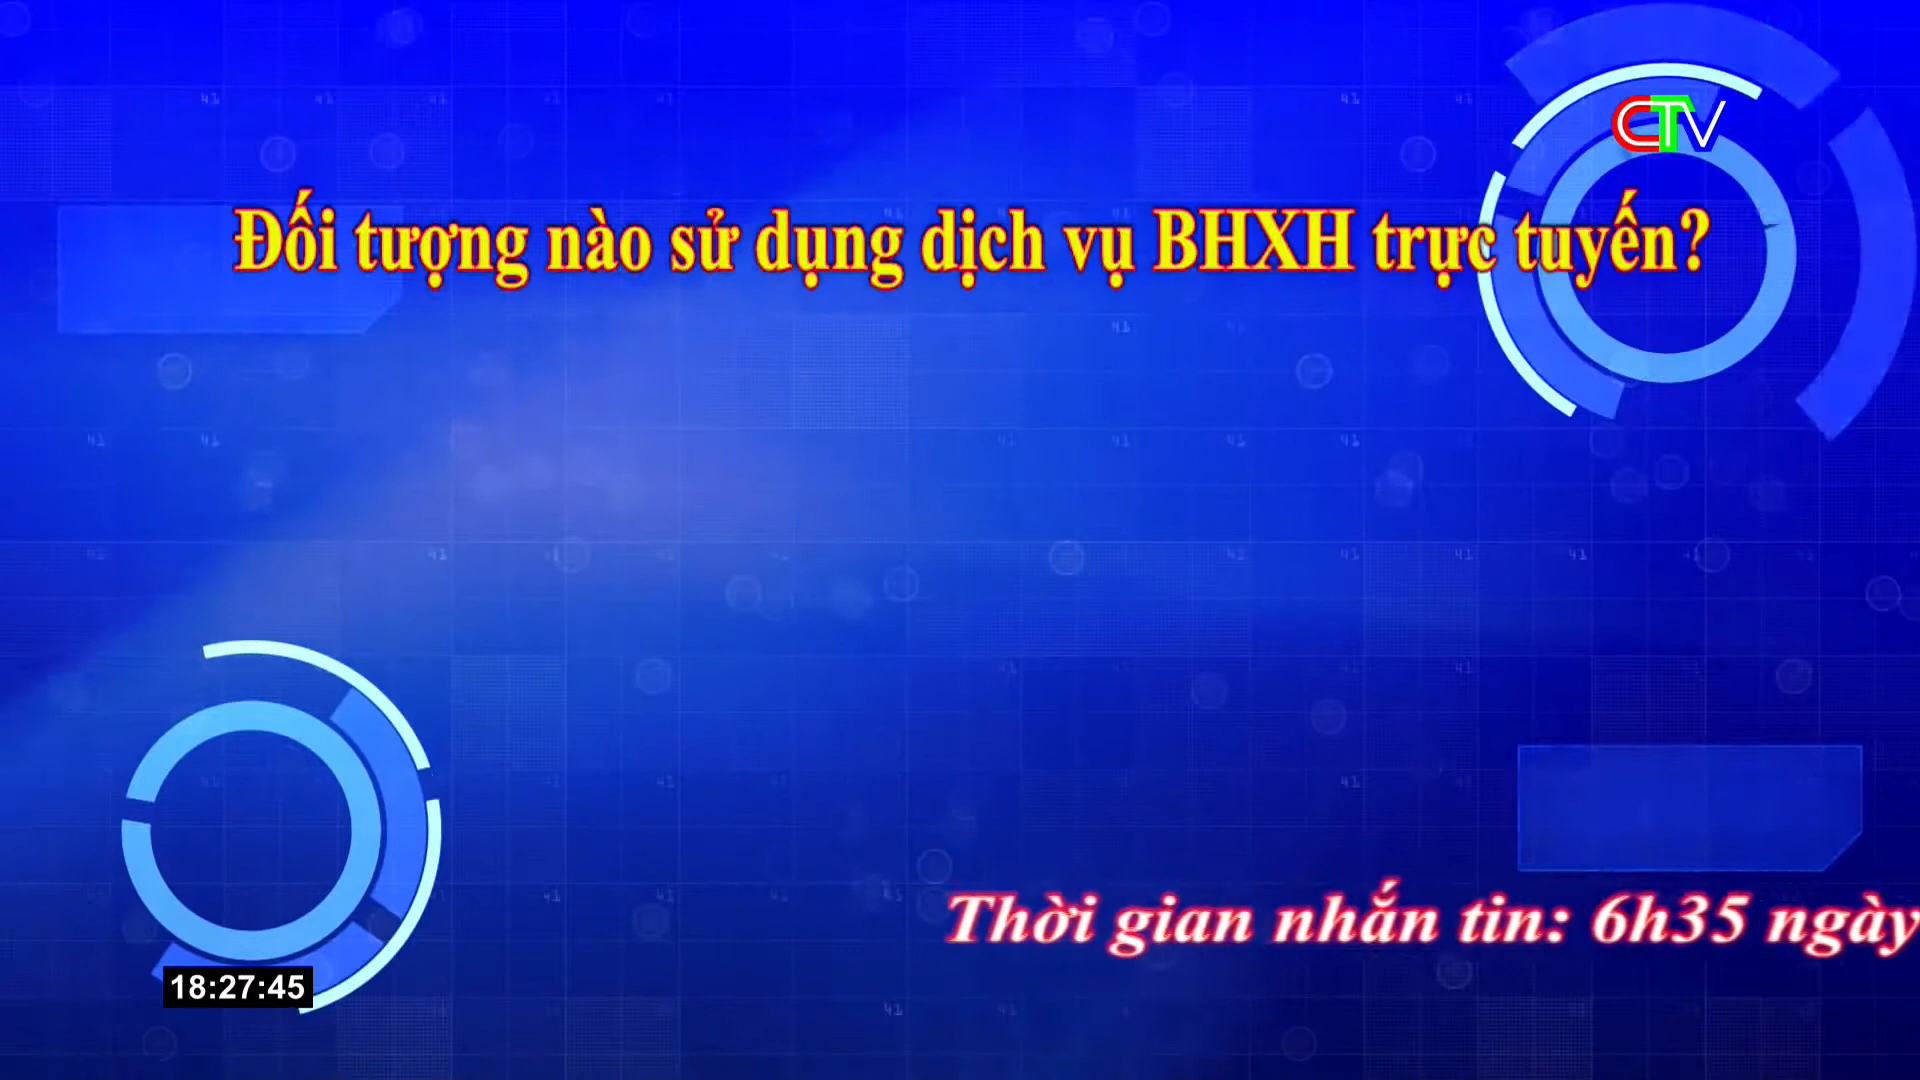 CTV
Đối tượng nào sử dụng dịch vụ BHXH trực tuyến?
Thời gian nhắn tin: 6h35 ngày
18:27:45